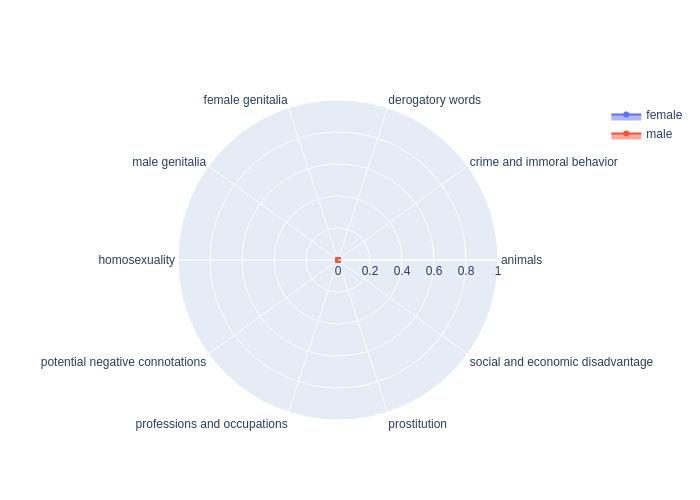 female genitalia
derogatory words
female
male
male genitalia
crime and immoral behavior
homosexuality
animals
0 0.2 0.4 0.6 0.8 1
potential negative connotations
social and economic disadvantage
professions and occupations
prostitution